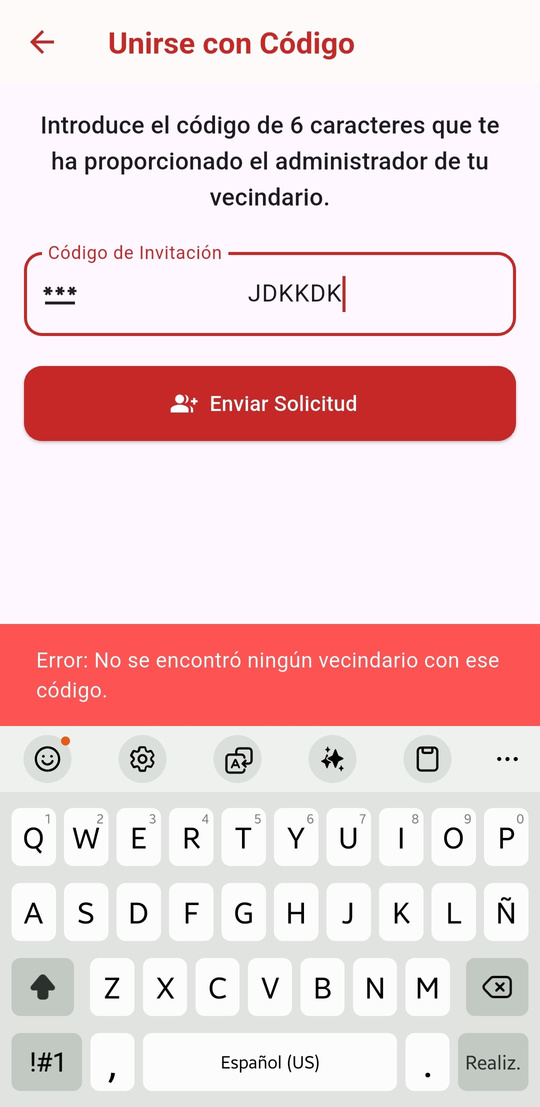 Unirse con Código
Introduce el código de 6 caracteres que te
ha proporcionado el administrador de tu
vecindario.
Código de Invitación
*** JDKKDK
Enviar Solicitud
Error: No se encontró ningún vecindario con ese
código.
A
1 2 3 4 5 6 7 8 9 0
Q W E R T Y U I O P
A S D F G H J K L Ñ
Z X C V B N M
!#1 , Español (US) . Realiz.